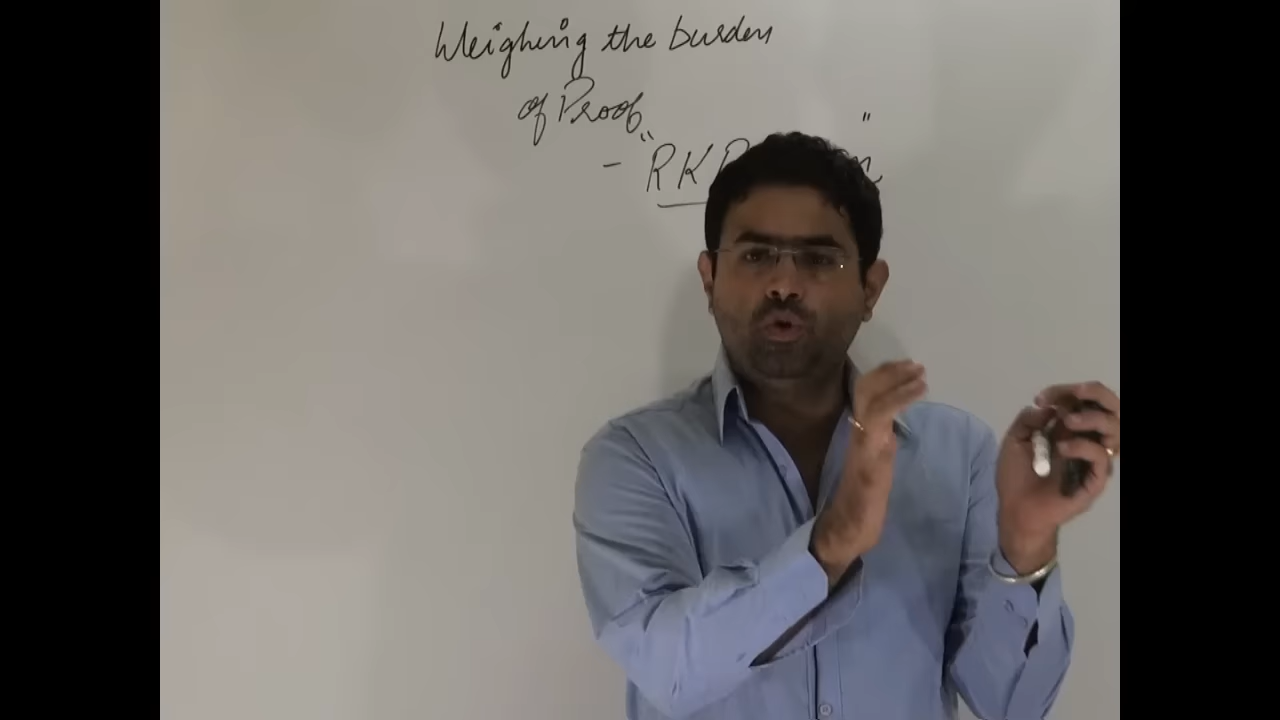 Weighing the burden
of Proof
- "RK